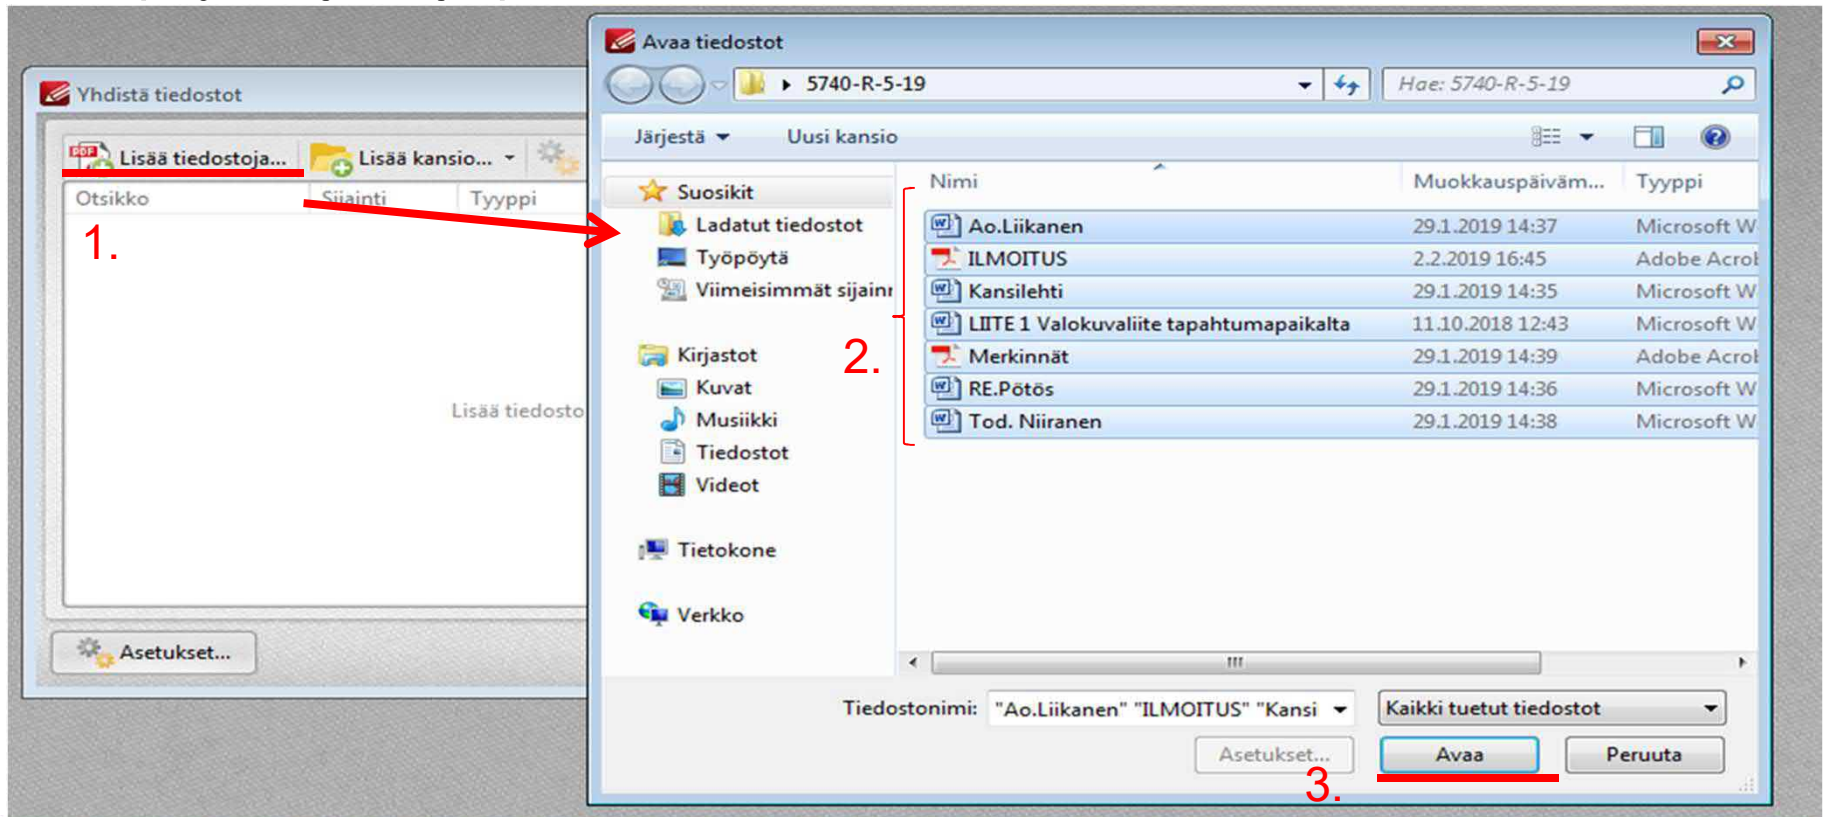 Yhdistä tiedostot
Lisää tiedostoja...
Lisää kansio...
Otsikko Sijainti Tyyppi
1.
Lisää tiedosto
Asetukset...
Avaa tiedostot
5740-R-5-19
Hae: 5740-R-5-19
Järjestä Uusi kansio
Suosikit
Ladatut tiedostot
Työpöytä
Viimeisimmät sijainn
Kirjastot
Kuvat
Musiikki
Tiedostot
Videot
Tietokone
Verkko
2.
Nimi Muokkauspäiväm... Tyyppi
Ao.Liikanen 29.1.2019 14:37 Microsoft W
ILMOITUS 2.2.2019 16:45 Adobe Acrob
Kansilehti 29.1.2019 14:35 Microsoft W
LIITE 1 Valokuvaliite tapahtumapaikalta 11.10.2018 12:43 Microsoft W
Merkinnät 29.1.2019 14:39 Adobe Acrob
RE.Pötös 29.1.2019 14:36 Microsoft W
Tod. Niiranen 29.1.2019 14:38 Microsoft W
Tiedostonimi: "Ao.Liikanen" "ILMOITUS" "Kansi Kaikki tuetut tiedostot
Asetukset... Avaa Peruuta
3.